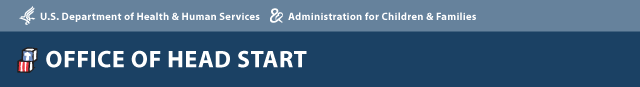 U.S. Department of Health & Human Services Administration for Children & Families
OFFICE OF HEAD START